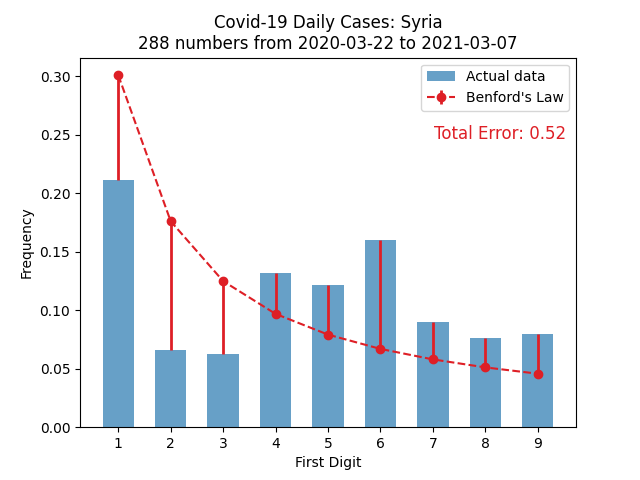 Covid-19 Daily Cases: Syria
288 numbers from 2020-03-22 to 2021-03-07
Actual data
Benford's Law
Total Error: 0.52
Frequency
0.30
0.25
0.20
0.15
0.10
0.05
0.00
1 2 3 4 5 6 7 8 9
First Digit